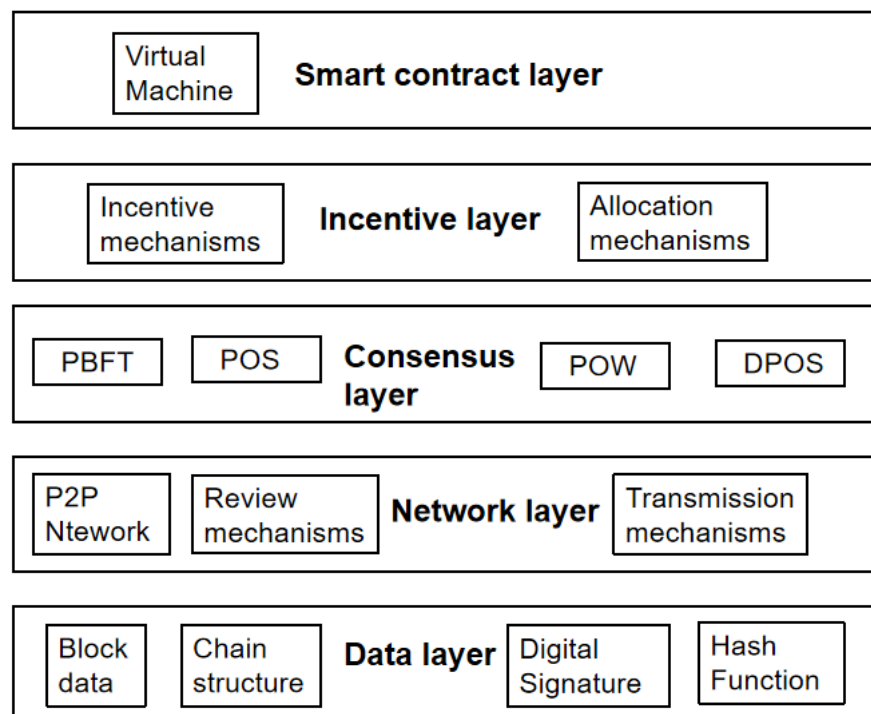 Virtual
Machine
Smart contract layer
Incentive
mechanisms
Incentive layer
Allocation
mechanisms
PBFT
POS
Consensus
layer
POW
DPOS
P2P
Ntework
Review
mechanisms
Network layer
Transmission
mechanisms
Block
data
Chain
structure
Data layer
Digital
Signature
Hash
Function